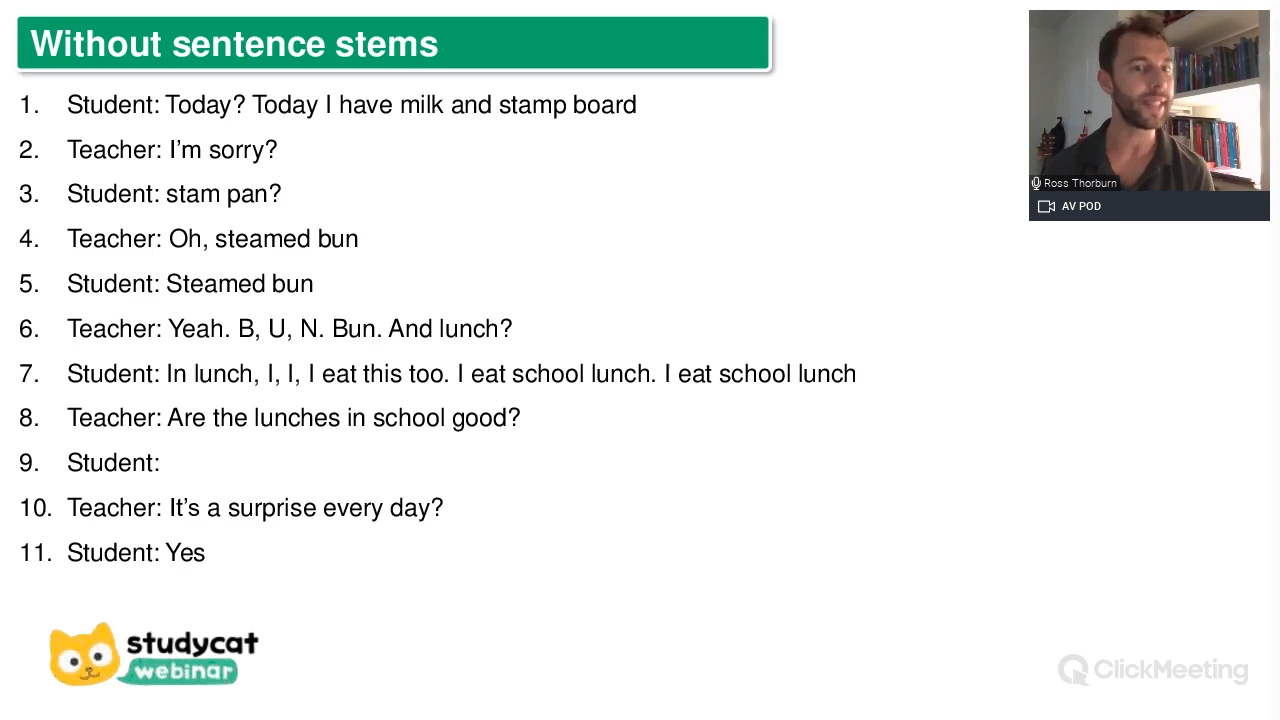 Without sentence stems
1. Student: Today? Today I have milk and stamp board
2. Teacher: I’m sorry?
3. Student: stam pan?
4. Teacher: Oh, steamed bun
5. Student: Steamed bun
6. Teacher: Yeah. B, U, N. Bun. And lunch?
7. Student: In lunch, I, I, I eat this too. I eat school lunch. I eat school lunch
8. Teacher: Are the lunches in school good?
9. Student:
10. Teacher: It’s a surprise every day?
11. Student: Yes
Ross Thorburn
AV POD
studycat
webinar
ClickMeeting